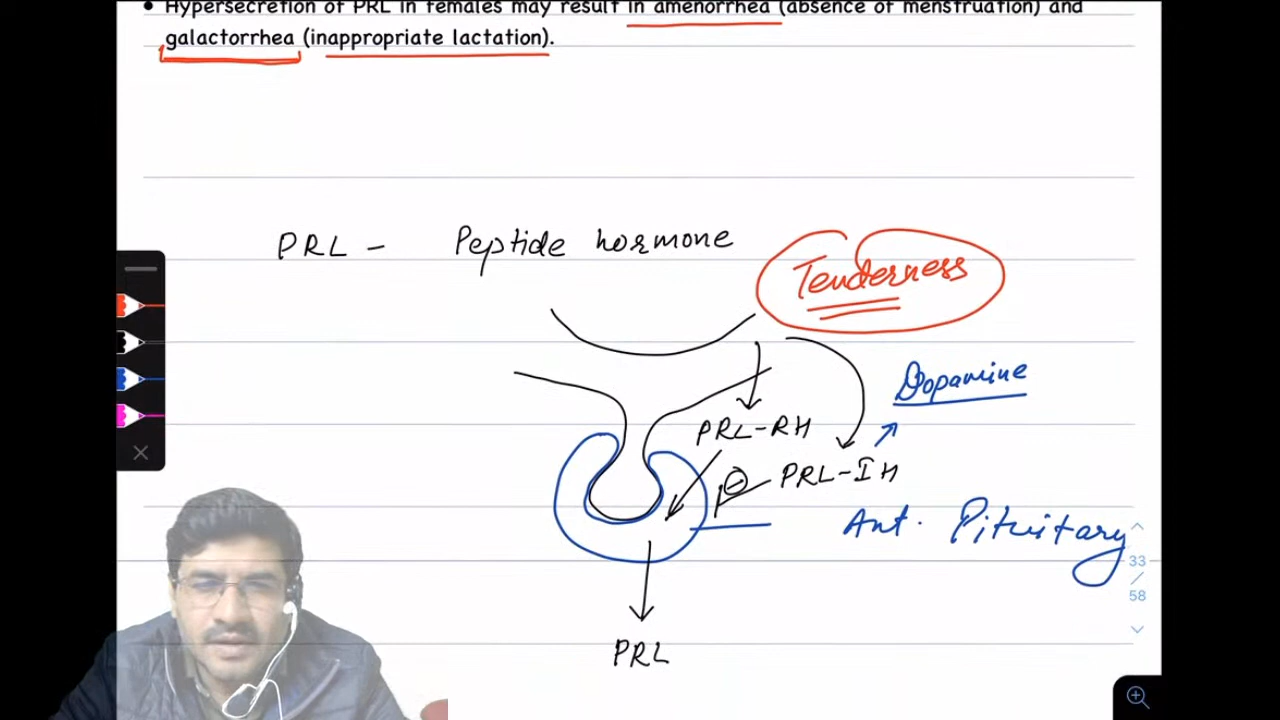 • Hypersecretion of PRL in females may result in amenorrhea (absence of menstruation) and
galactorrhea (inappropriate lactation).
PRL - Peptide hormone
Tenderness
Dopamine
PRL-RH
PRL-IH
Ant. Pituitary
33
/
58
PRL